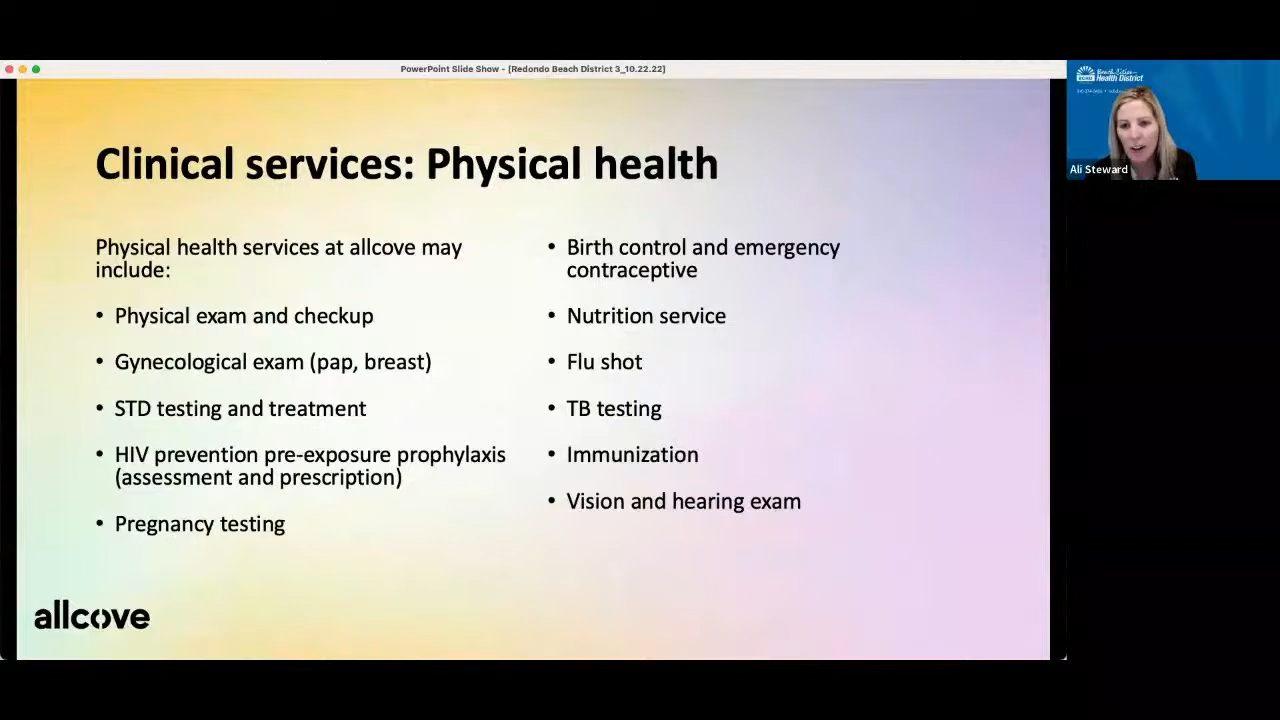 PowerPoint Slide Show - [Redondo Beach District 3_10.22.22]
Clinical services: Physical health
Physical health services at allcove may
include:
• Physical exam and checkup
• Gynecological exam (pap, breast)
• STD testing and treatment
• HIV prevention pre-exposure prophylaxis
(assessment and prescription)
• Pregnancy testing
• Birth control and emergency
contraceptive
• Nutrition service
• Flu shot
• TB testing
• Immunization
• Vision and hearing exam
allcove
Beach Cities
Health District
Ali Steward